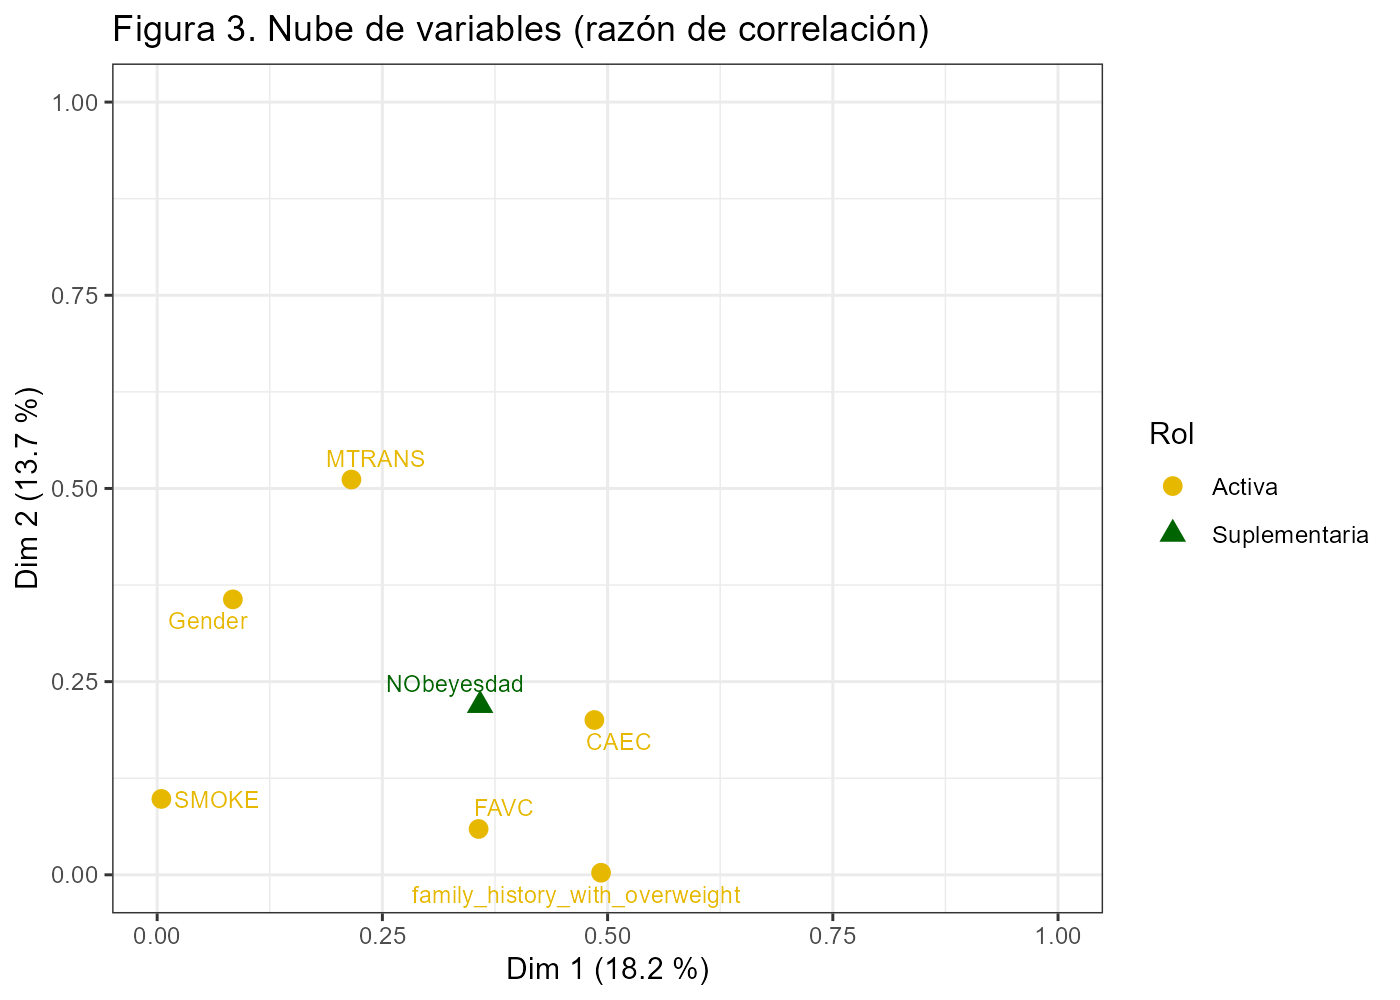 Figura 3. Nube de variables (razón de correlación)
1.00
0.75
0.50
0.25
0.00
Dim 2 (13.7 %)
MTRANS
Gender
NObeyesdad
CAEC
SMOKE
FAVC
family_history_with_overweight
0.00
0.25
0.50
0.75
1.00
Dim 1 (18.2 %)
Rol
Activa
Suplementaria